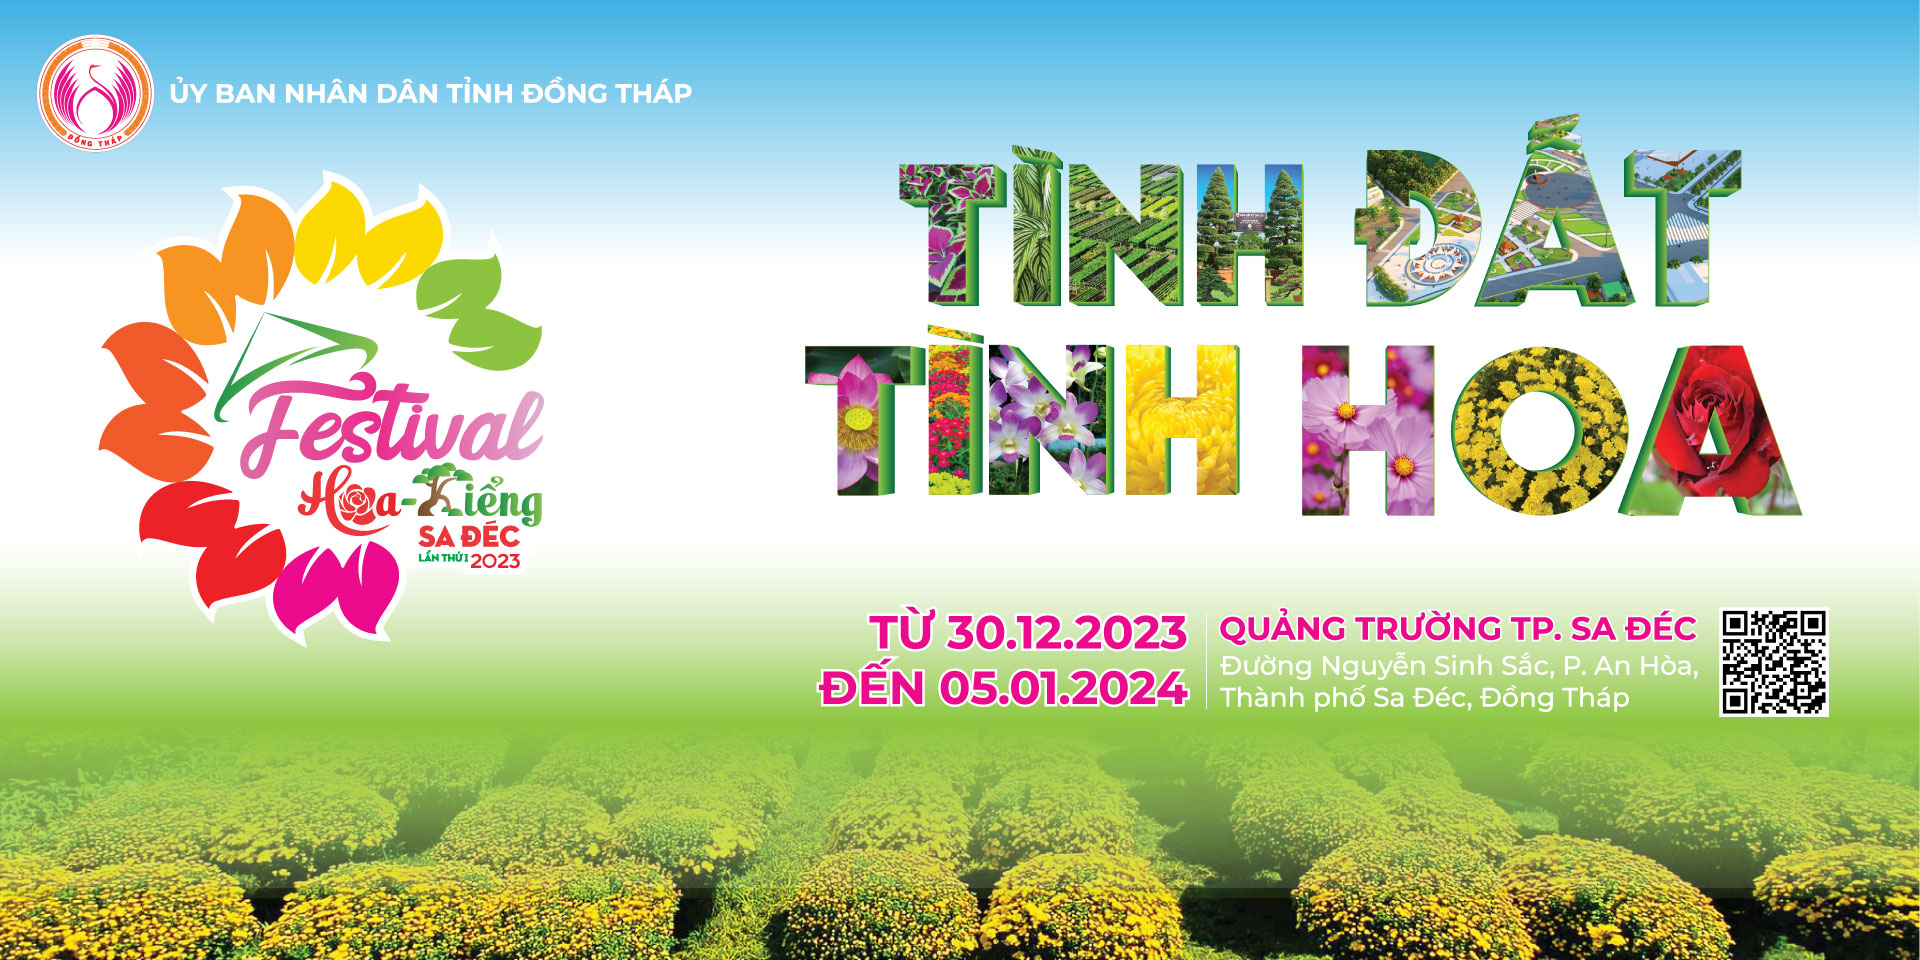 ỦY BAN NHÂN DÂN TỈNH ĐỒNG THÁP
ĐỒNG THÁP
Festival
Hoa-Kiểng
SA ĐÉC
LẦN THỨ I 2023
TÌNH ĐẤT
TÌNH HOA
TỪ 30.12.2023
ĐẾN 05.01.2024
QUẢNG TRƯỜNG TP. SA ĐÉC
Đường Nguyễn Sinh Sắc, P. An Hòa,
Thành phố Sa Đéc, Đồng Tháp